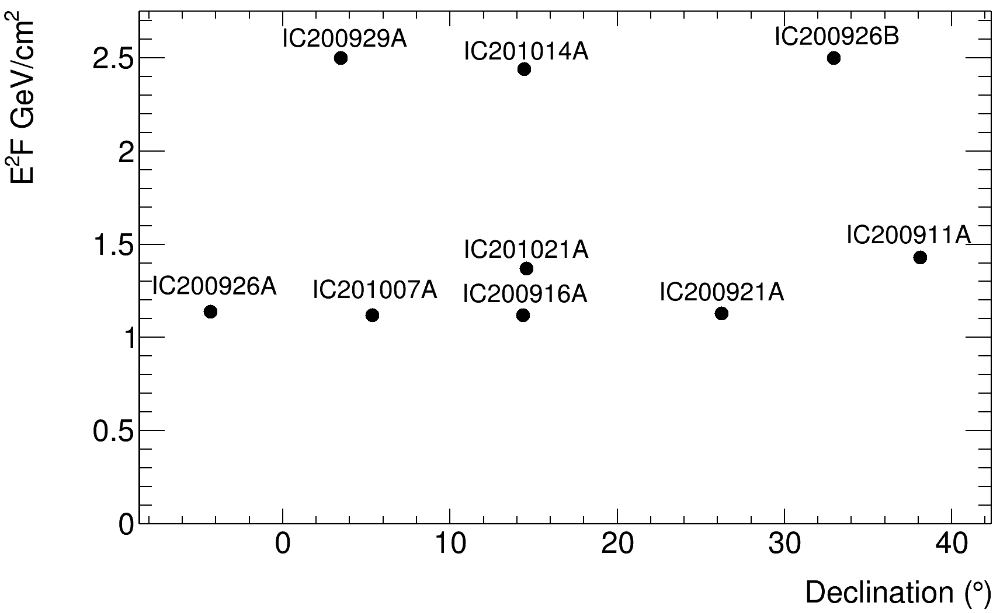 E²F GeV/cm²
2.5
2
1.5
1
0.5
0
IC200929A
IC201014A
IC200926B
IC200911A
IC201021A
IC200926A
IC201007A
IC200916A
IC200921A
0 10 20 30 40
Declination (º)